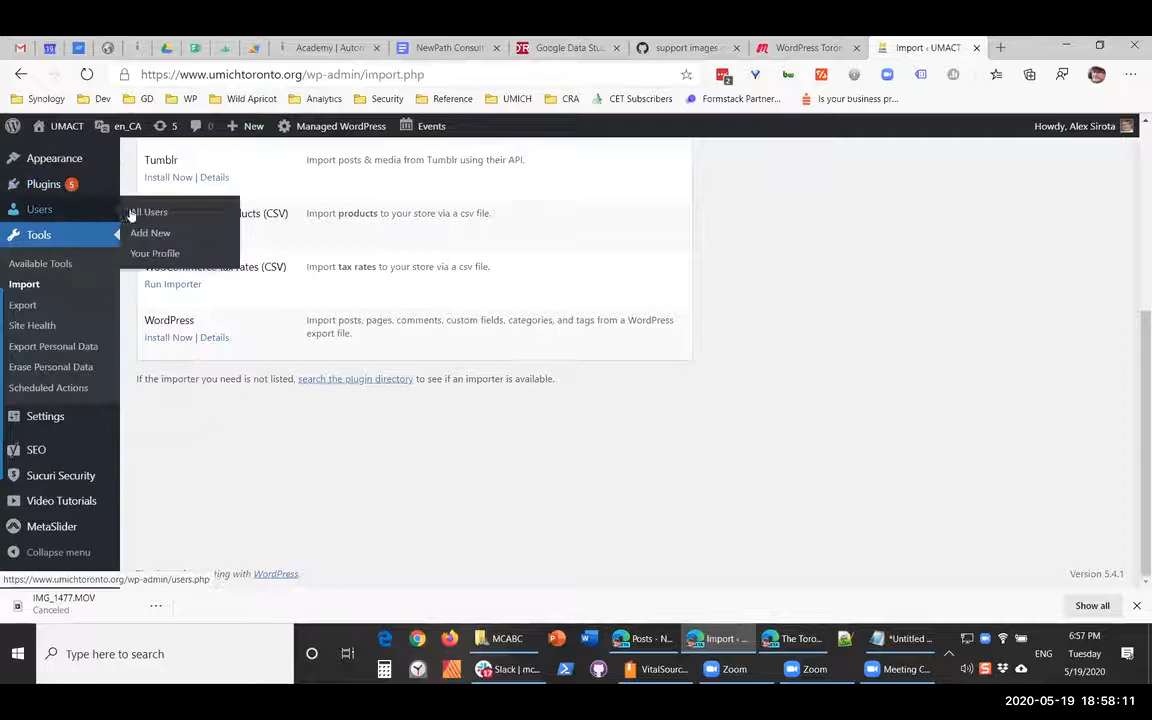 Academy | Auton
NewPath Consult
Google Data Stu
support images
WordPress Toron
Import ‹ UMACT
https://www.umichtoronto.org/wp-admin/import.php
2
Synology
Dev
GD
WP
Wild Apricot
Analytics
Security
Reference
UMICH
CRA
CET Subscribers
Formstack Partner...
Is your business pr...
UMACT
en_CA
5
0
New
Managed WordPress
Events
Howdy, Alex Sirota
Appearance
Plugins 5
Users
Tools
Available Tools
Import
Export
Site Health
Export Personal Data
Erase Personal Data
Scheduled Actions
Settings
SEO
Sucuri Security
Video Tutorials
MetaSlider
Collapse menu
All Users
Add New
Your Profile
Tumblr
Import posts & media from Tumblr using their API.
Install Now | Details
ucts (CSV)
Import products to your store via a csv file.
rates (CSV)
Import tax rates to your store via a csv file.
Run Importer
WordPress
Import posts, pages, comments, custom fields, categories, and tags from a WordPress
export file.
Install Now | Details
If the importer you need is not listed, search the plugin directory to see if an importer is available.
ting with WordPress.
Version 5.4.1
https://www.umichtoronto.org/wp-admin/users.php
IMG_1477.MOV
Canceled
Show all
Type here to search
MCABC
Posts - N...
Import ‹ ...
The Toro...
*Untitled ...
Slack | mc...
VitalSourc...
Zoom
Zoom
Meeting C...
ENG
6:57 PM
Tuesday
5/19/2020
2020-05-19 18:58:11